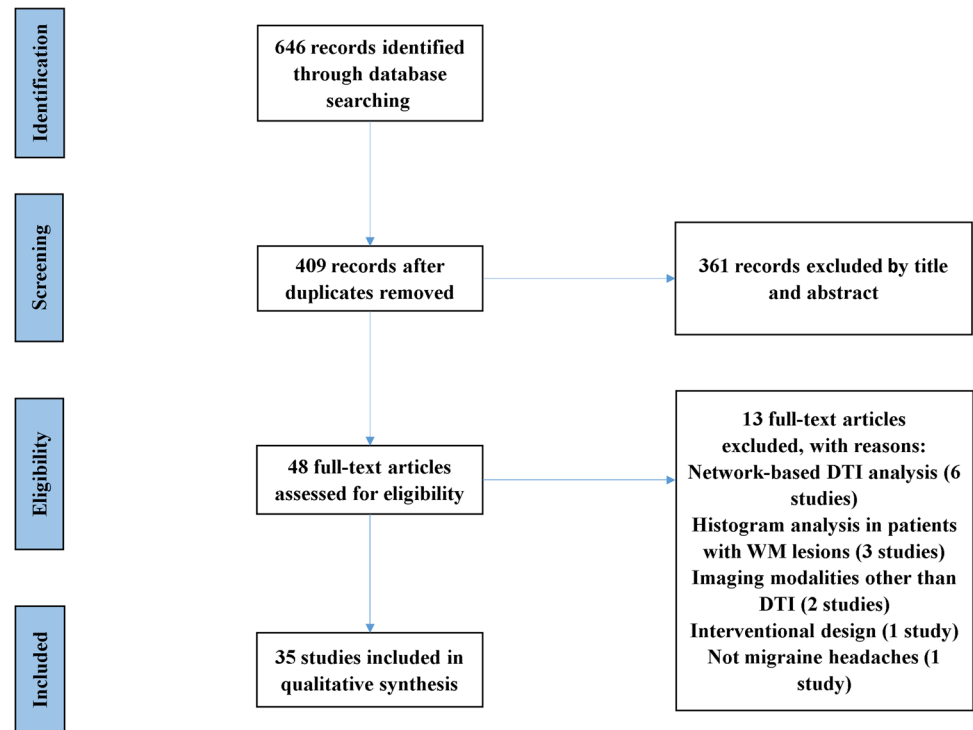 Identification
646 records identified
through database
searching
Screening
409 records after
duplicates removed
361 records excluded by title
and abstract
Eligibility
48 full-text articles
assessed for eligibility
13 full-text articles
excluded, with reasons:
Network-based DTI analysis (6
studies)
Histogram analysis in patients
with WM lesions (3 studies)
Imaging modalities other than
DTI (2 studies)
Interventional design (1 study)
Not migraine headaches (1
study)
Included
35 studies included in
qualitative synthesis